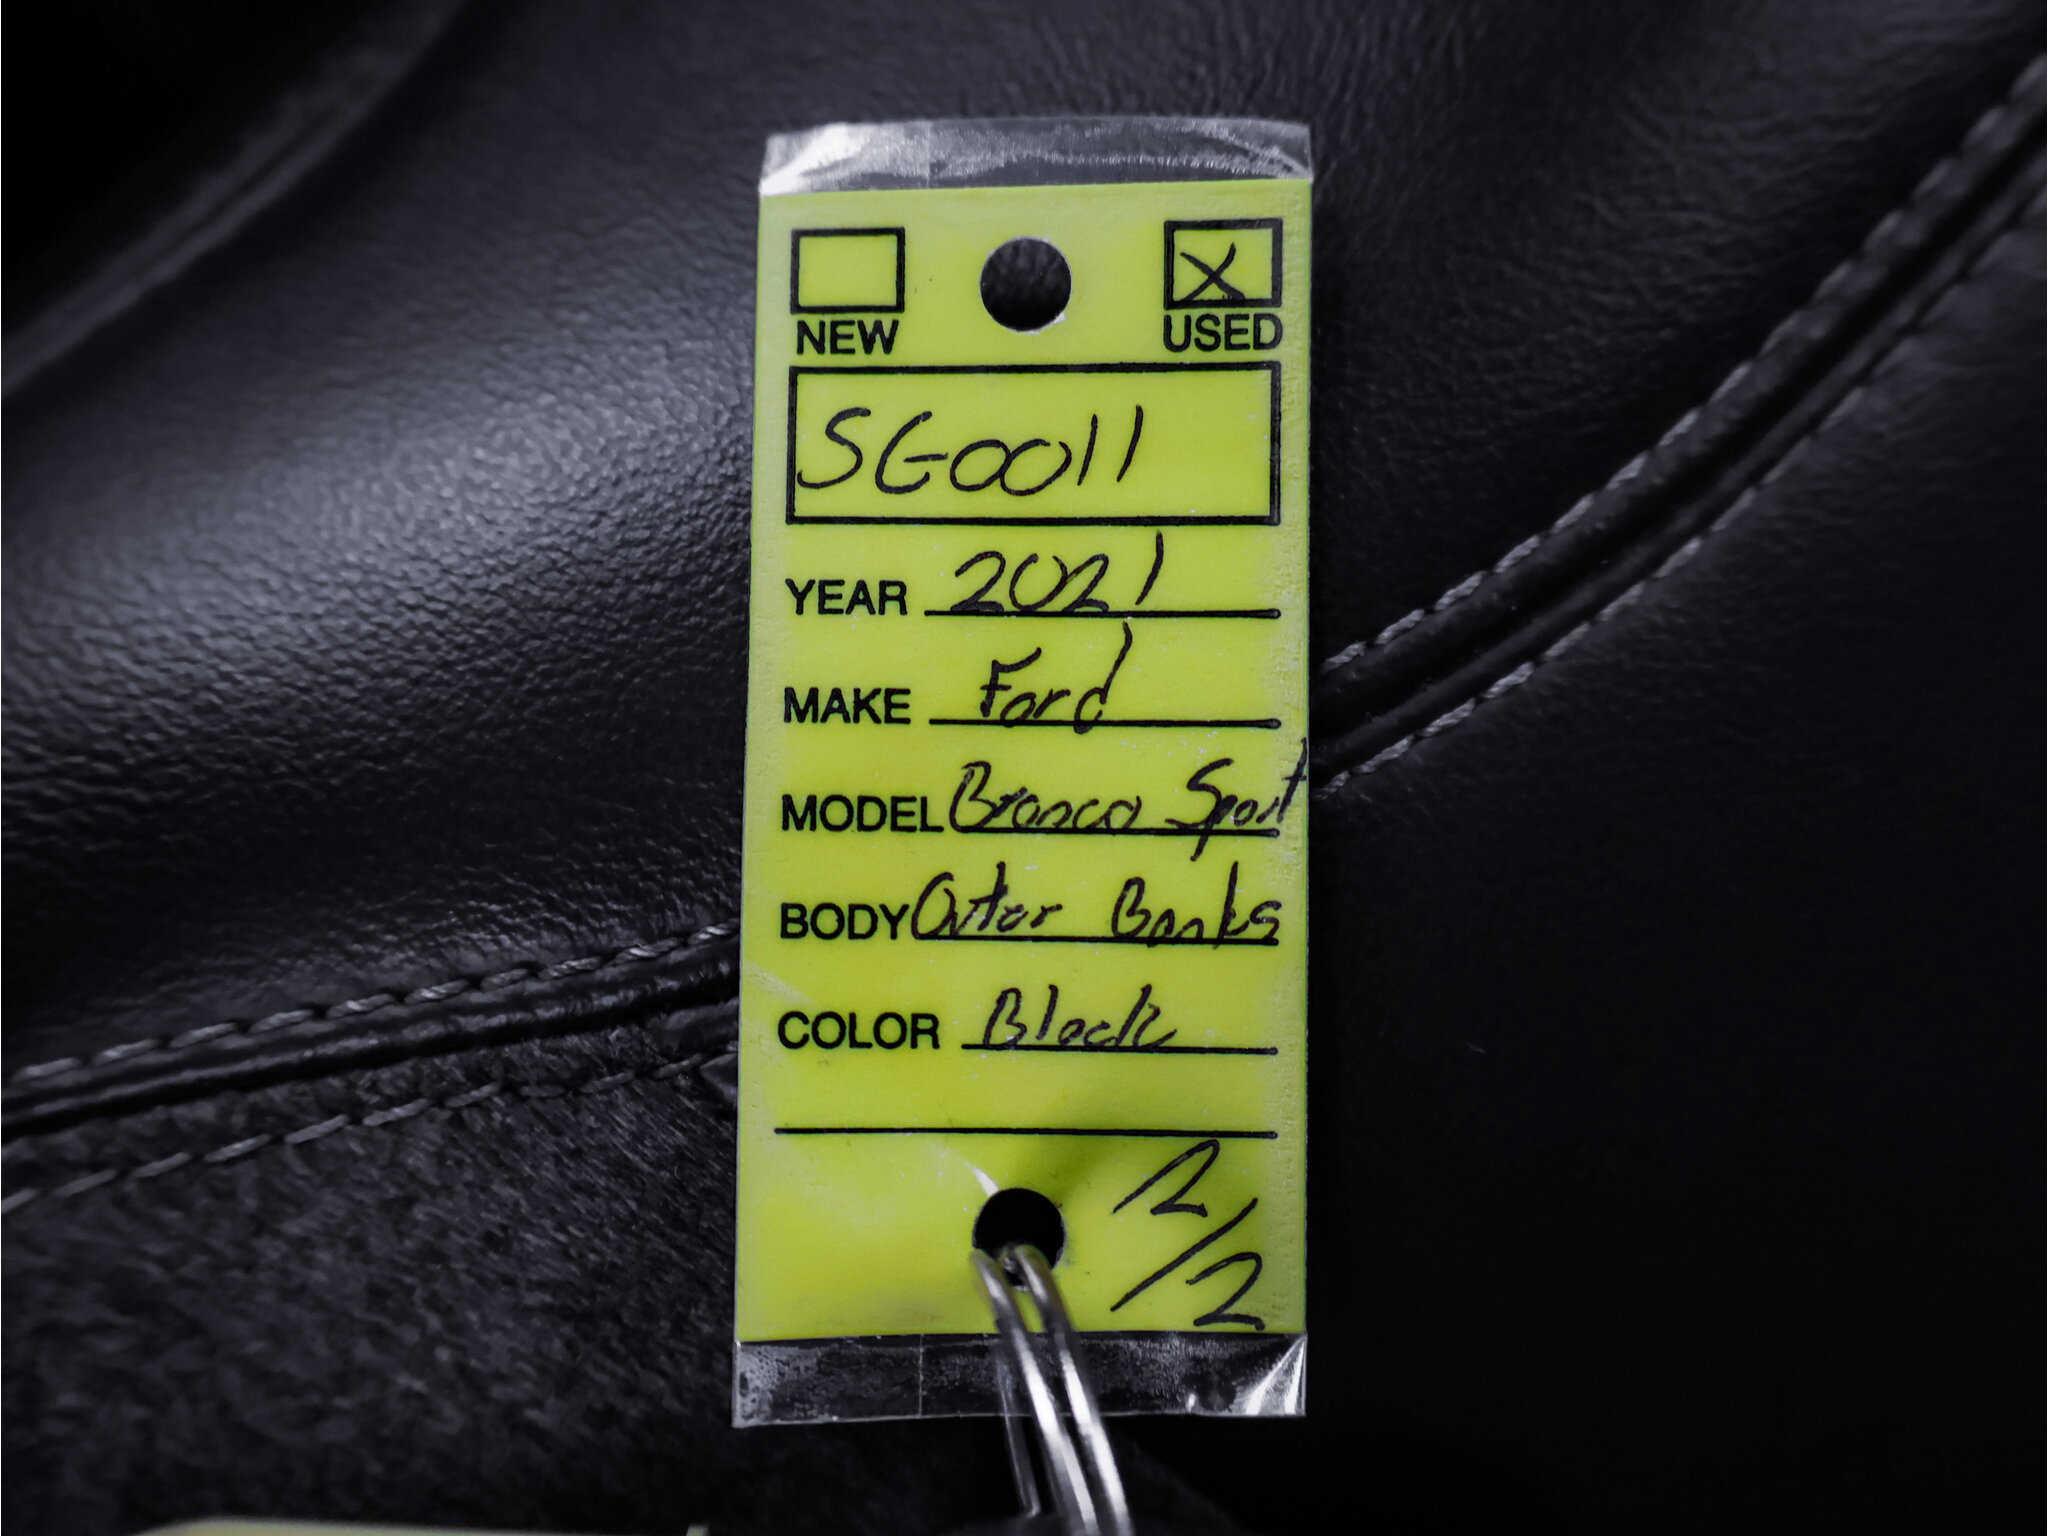 X
NEW USED
SG0011
YEAR 2021
MAKE Ford
MODEL Bronco Sport
BODY Outer Banks
COLOR Black
2/2